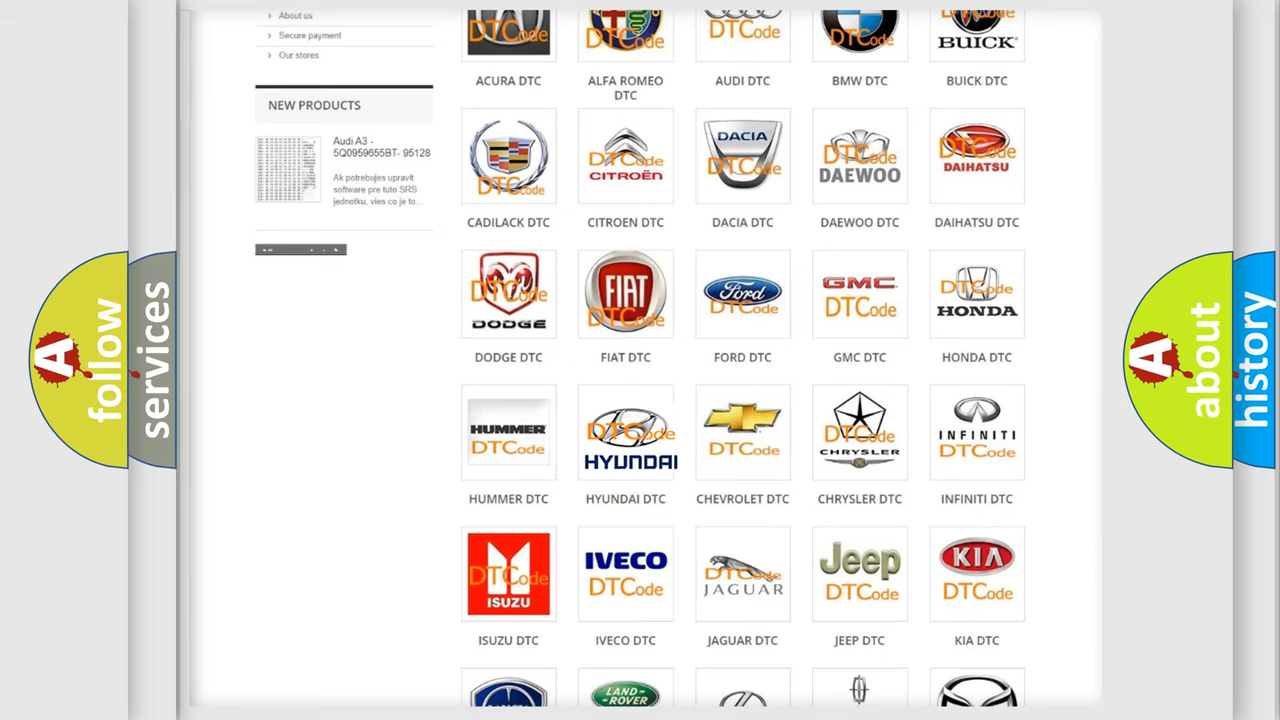 About us
Secure payment
Our stores
NEW PRODUCTS
Audi A3 -
5Q0959655BT- 95128
Ak potrebujes upravit
software pre tuto SRS
jednotku, vies co je to...
DTCode
DTCode
DTCode
DTCode
DTCode
BUICK
ACURA DTC
ALFA ROMEO
DTC
AUDI DTC
BMW DTC
BUICK DTC
DTCode
DTCode
CITROËN
DACIA
DTCode
DTCode
DAEWOO
DTCode
DAIHATSU
CADILACK DTC
CITROEN DTC
DACIA DTC
DAEWOO DTC
DAIHATSU DTC
DTCode
DODGE
FIAT
DTCode
Ford
DTCode
GMC
DTCode
DTCode
HONDA
DODGE DTC
FIAT DTC
FORD DTC
GMC DTC
HONDA DTC
HUMMER
DTCode
DTCode
HYUNDAI
DTCode
DTCode
CHRYSLER
INFINITI
DTCode
HUMMER DTC
HYUNDAI DTC
CHEVROLET DTC
CHRYSLER DTC
INFINITI DTC
DTCode
ISUZU
IVECO
DTCode
DTCode
JAGUAR
Jeep
DTCode
KIA
DTCode
ISUZU DTC
IVECO DTC
JAGUAR DTC
JEEP DTC
KIA DTC
LAND-
ROVER
A
follow
services
A
about
history